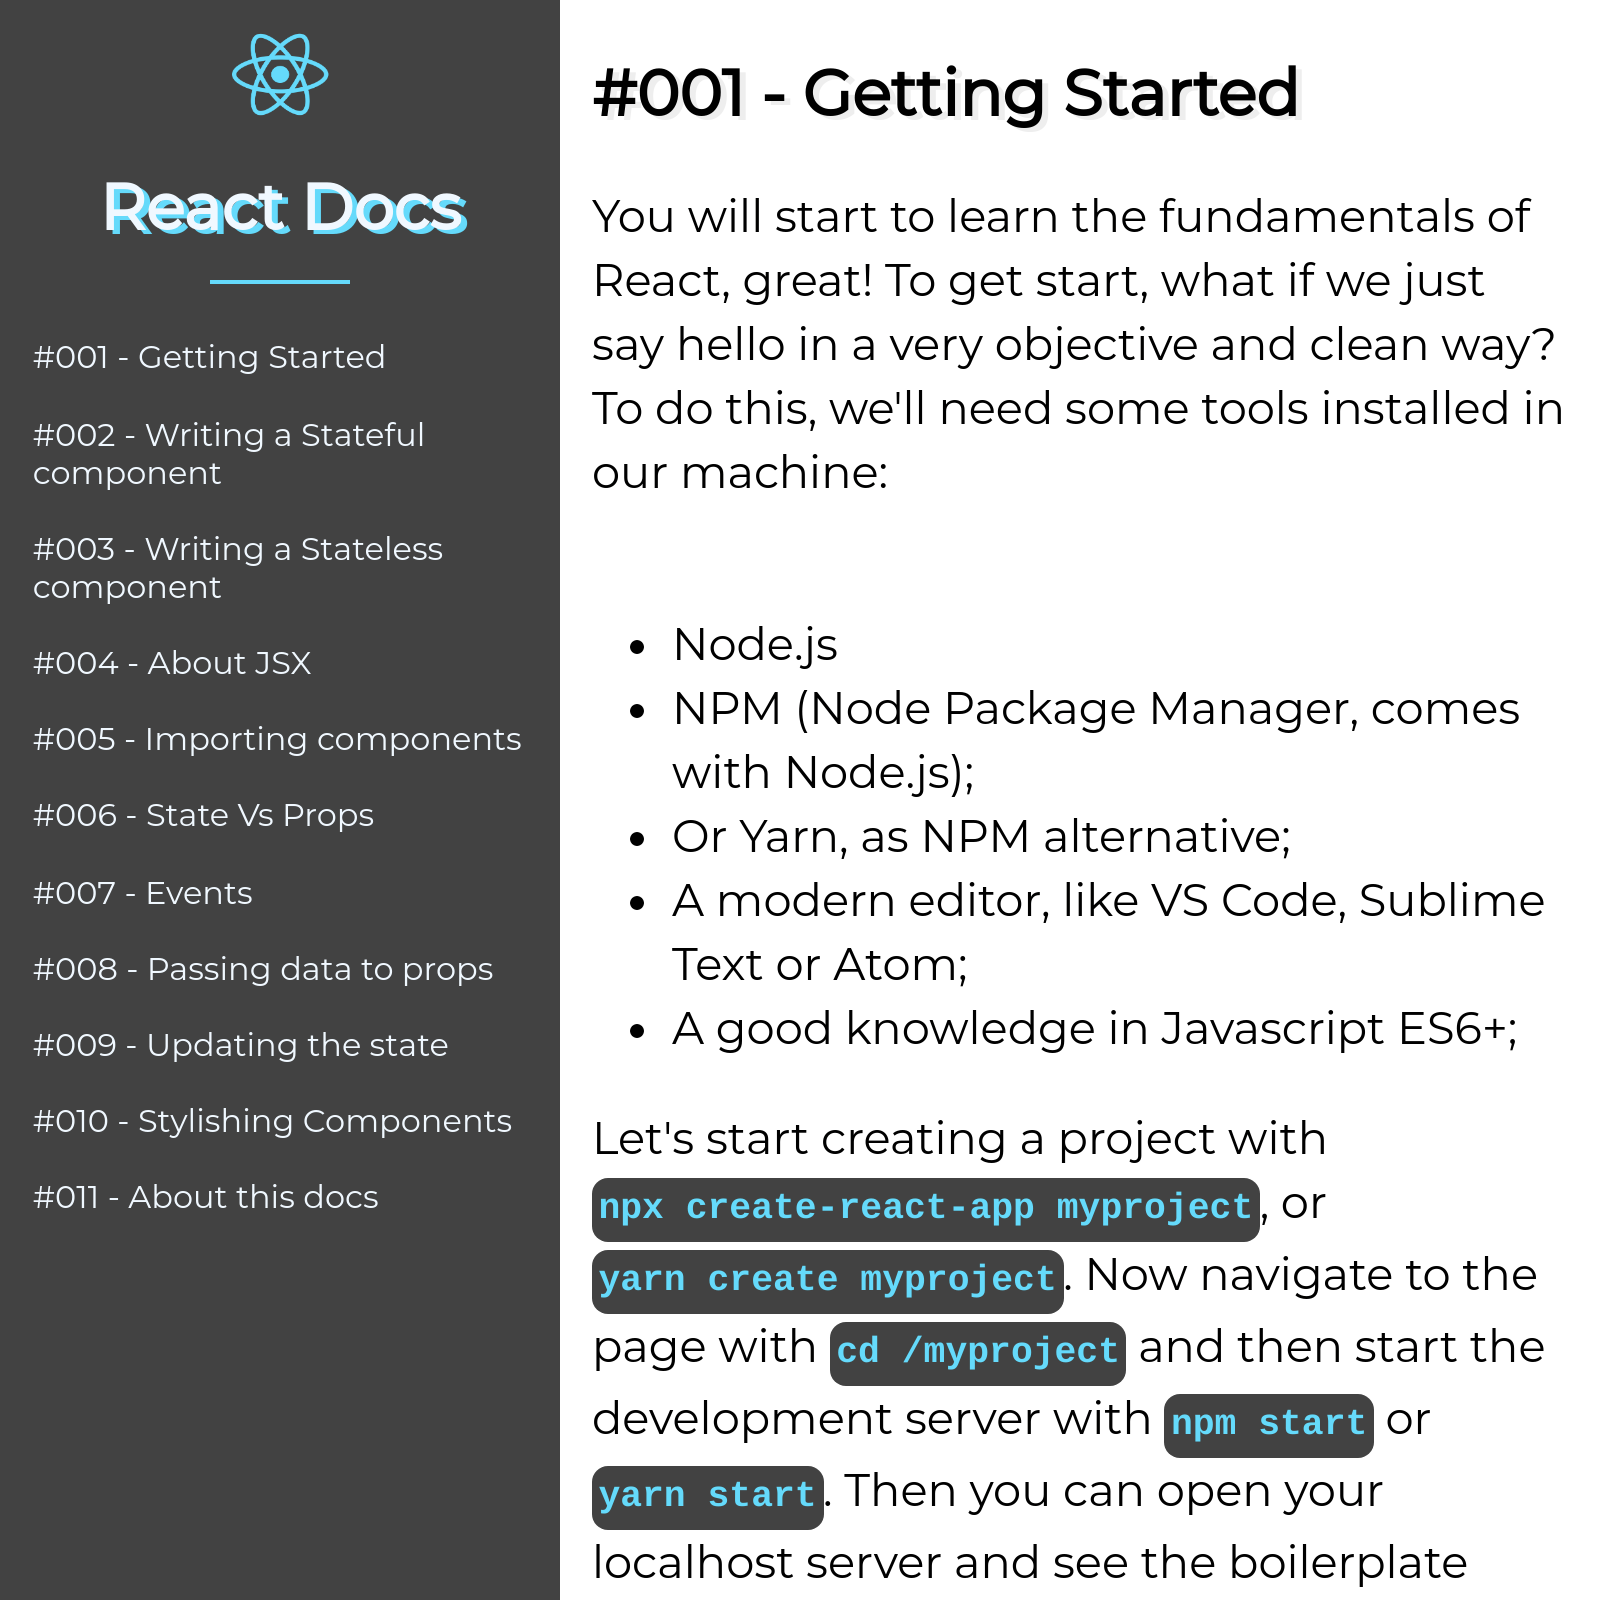 React Docs
#001 - Getting Started
#002 - Writing a Stateful
component
#003 - Writing a Stateless
component
#004 - About JSX
#005 - Importing components
#006 - State Vs Props
#007 - Events
#008 - Passing data to props
#009 - Updating the state
#010 - Stylishing Components
#011 - About this docs
#001 - Getting Started
You will start to learn the fundamentals of
React, great! To get start, what if we just
say hello in a very objective and clean way?
To do this, we'll need some tools installed in
our machine:
• Node.js
• NPM (Node Package Manager, comes
with Node.js);
• Or Yarn, as NPM alternative;
• A modern editor, like VS Code, Sublime
Text or Atom;
• A good knowledge in Javascript ES6+;
Let's start creating a project with
npx create-react-app myproject, or
yarn create myproject. Now navigate to the
page with cd /myproject and then start the
development server with npm start or
yarn start. Then you can open your
localhost server and see the boilerplate